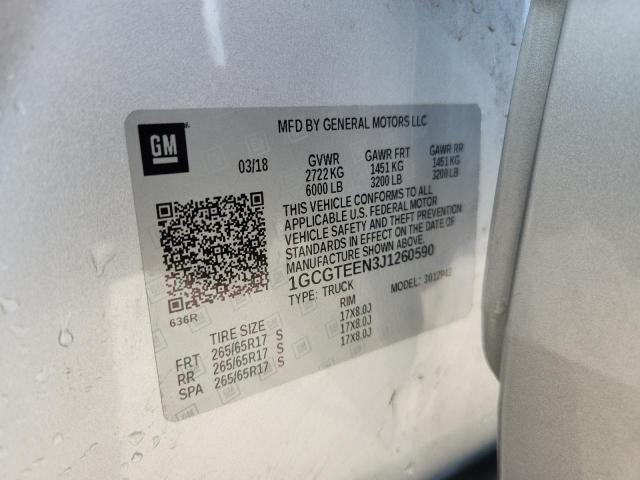 MFD BY GENERAL MOTORS LLC
GM
03/18 GVWR GAWR FRT GAWR RR
2722 KG 1451 KG 1451 KG
6000 LB 3200 LB 3200 LB
THIS VEHICLE CONFORMS TO ALL
APPLICABLE U.S. FEDERAL MOTOR
VEHICLE SAFETY AND THEFT PREVENTION
STANDARDS IN EFFECT ON THE DATE OF
MANUFACTURE SHOWN ABOVE.
1GCGTEEN3J1260590
TYPE: TRUCK MODEL:
636R
TIRE SIZE RIM
FRT 265/65R17 S 17X8.0J
RR 265/65R17 S 17X8.0J
SPA 265/65R17 S 17X8.0J